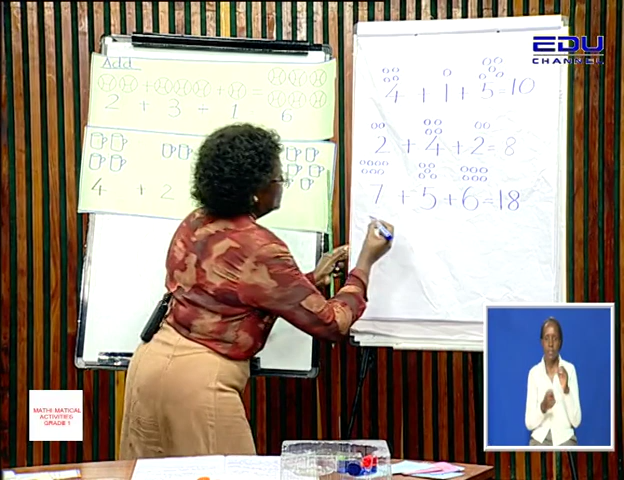 Add
2 + 3 + 1 6
4 + 2
4 + 1 + 5 = 10
2 + 4 + 2 = 8
7 + 5 + 6 = 18
EDU
CHANNEL
MATHIMATICAL
ACTIVITIES
GRADE 1